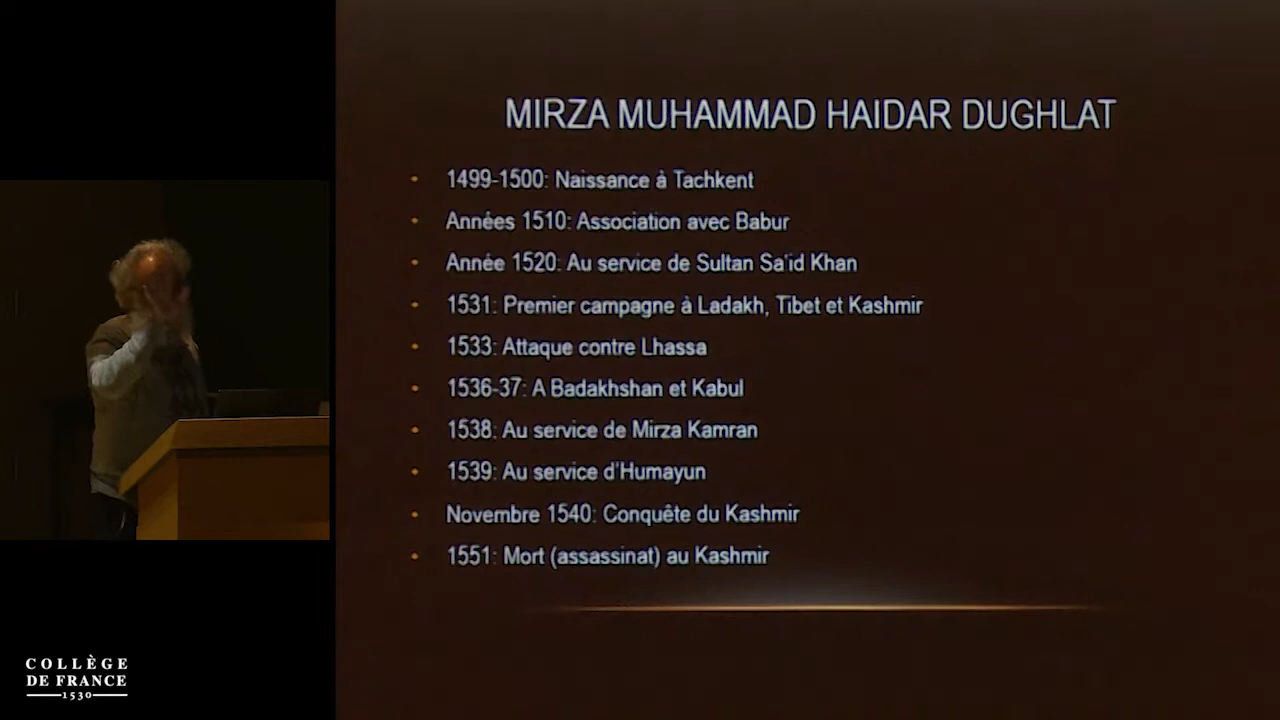 MIRZA MUHAMMAD HAIDAR DUGHLAT
• 1499-1500: Naissance à Tachkent
• Années 1510: Association avec Babur
• Année 1520: Au service de Sultan Sa'id Khan
• 1531: Premier campagne à Ladakh, Tibet et Kashmir
• 1533: Attaque contre Lhassa
• 1536-37: A Badakhshan et Kabul
• 1538: Au service de Mirza Kamran
• 1539: Au service d'Humayun
• Novembre 1540: Conquête du Kashmir
• 1551: Mort (assassinat) au Kashmir
COLLÈGE
DE FRANCE
1530